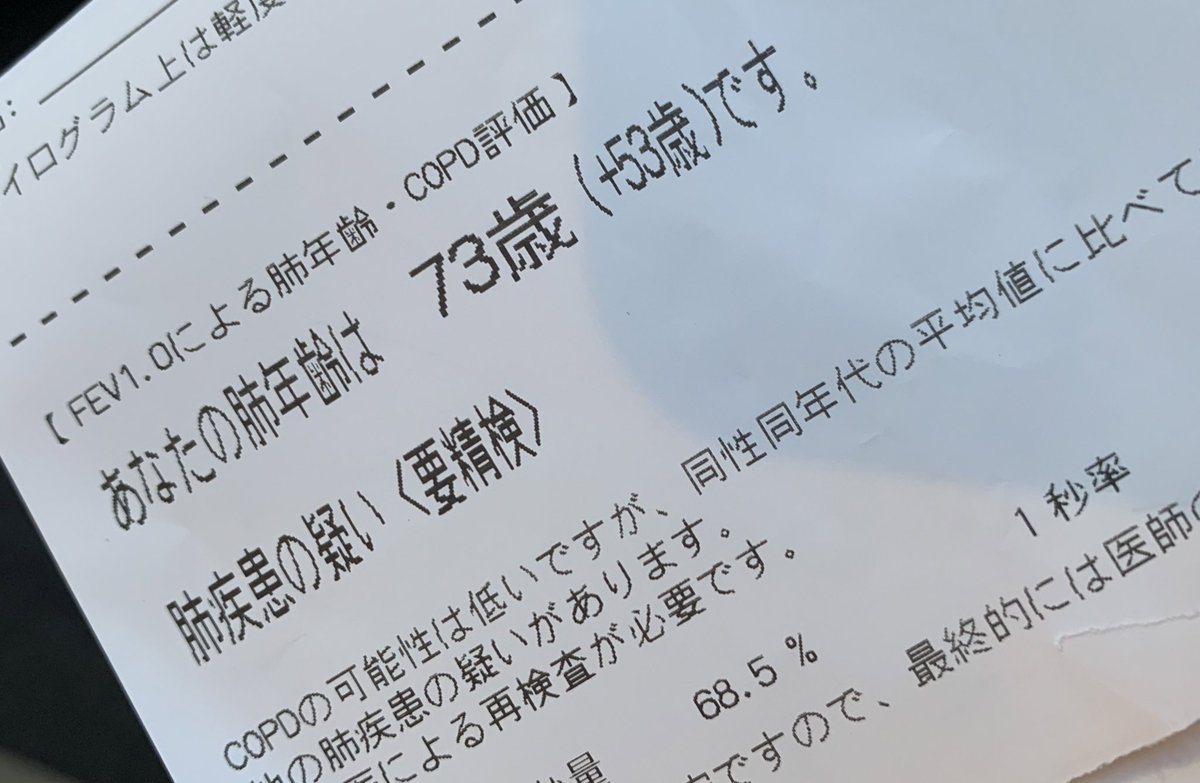 イログラム上は軽度
【FEV1.0による肺年齢・COPD評価】
あなたの肺年齢は 73歳(+53歳)です。
肺疾患の疑い〈要精検〉
COPDの可能性は低いですが、同性同年代の平均値に比べて
他の肺疾患の疑いがあります。
による再検査が必要です。
68.5% 1秒率
ですので、最終的には医師の